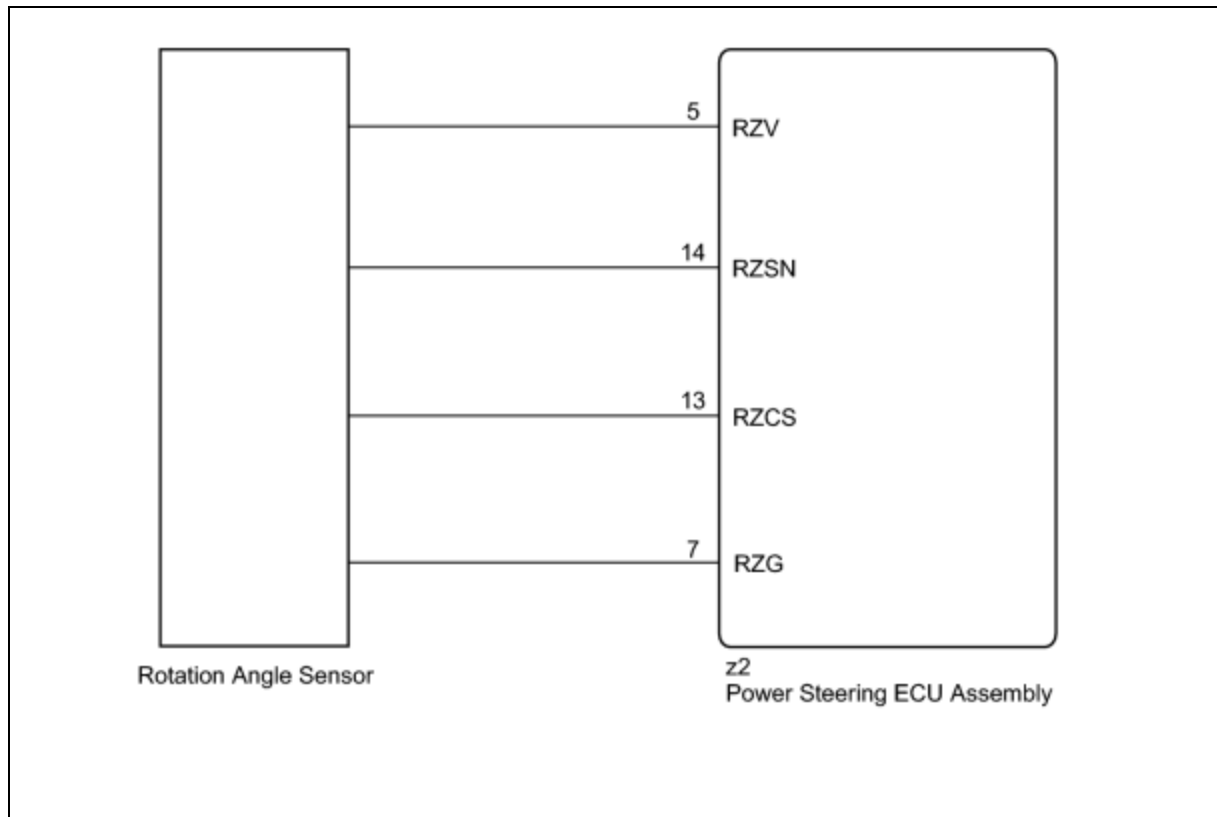 5
RZV
14
RZSN
13
RZCS
7
RZG
Rotation Angle Sensor
z2
Power Steering ECU Assembly